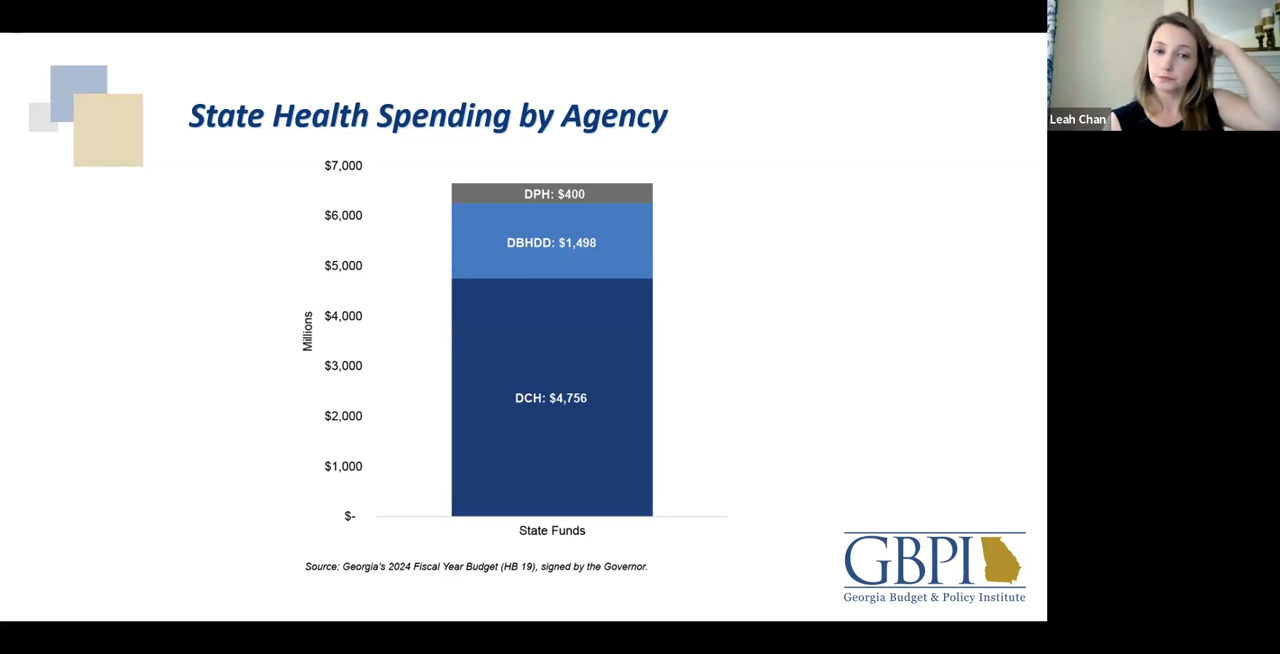 State Health Spending by Agency
$7,000
$6,000
$5,000
$4,000
$3,000
$2,000
$1,000
$-
Millions
DPH: $400
DBHDD: $1,498
DCH: $4,756
State Funds
Source: Georgia's 2024 Fiscal Year Budget (HB 19), signed by the Governor.
GBPI
Georgia Budget & Policy Institute
Leah Chan